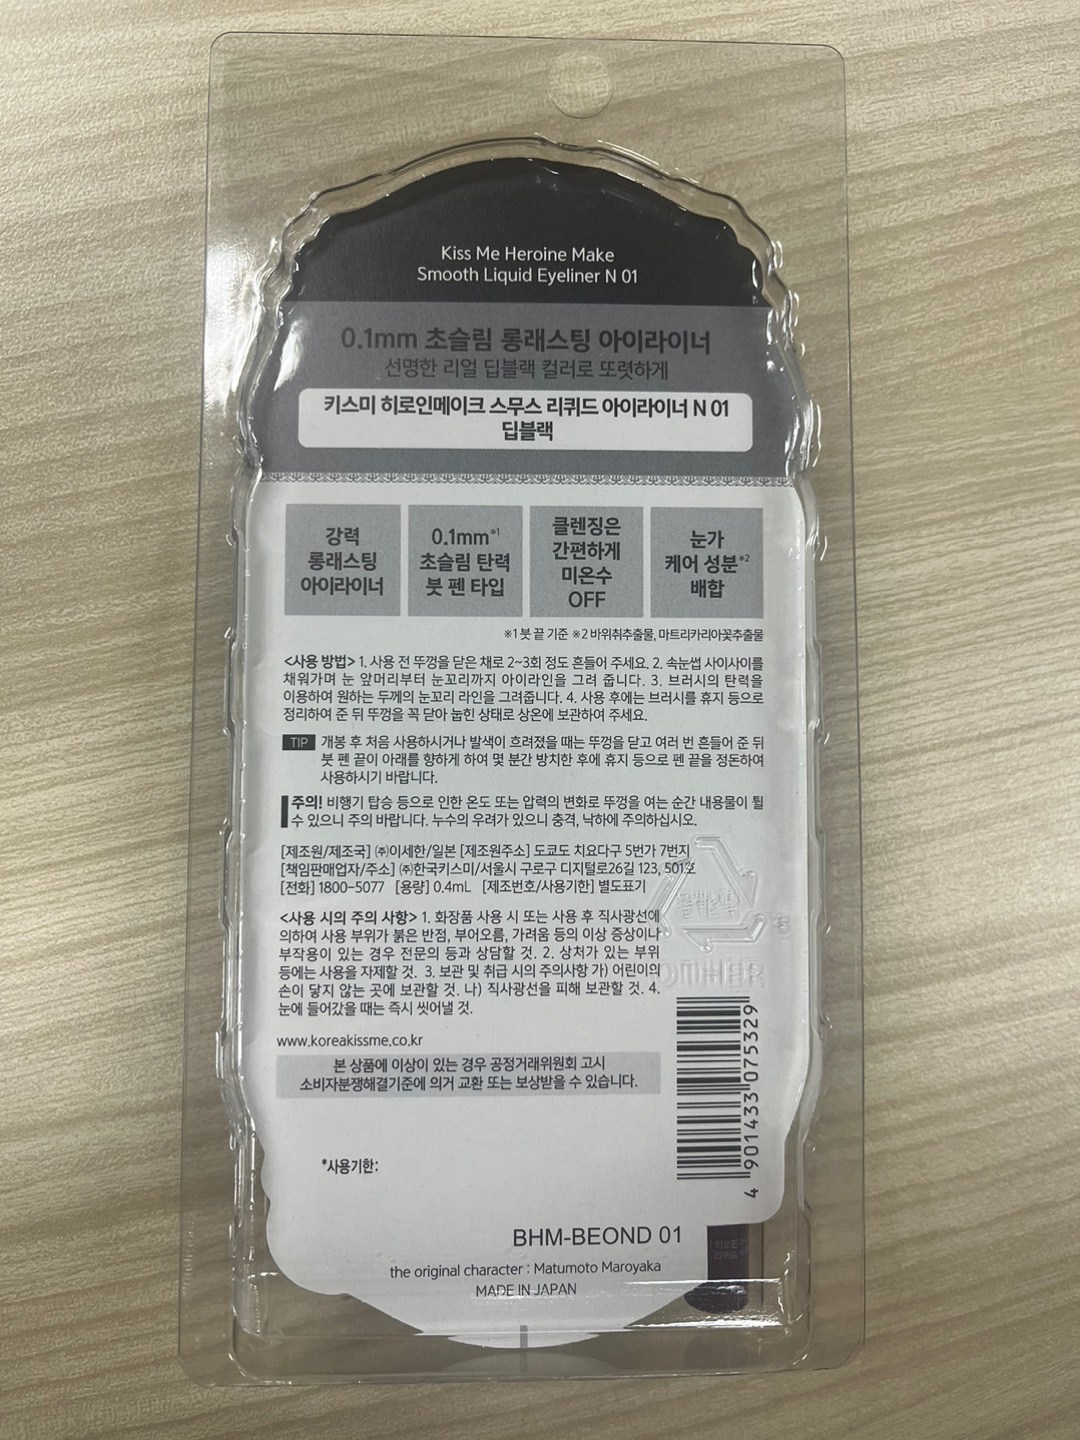 Kiss Me Heroine Make
Smooth Liquid Eyeliner N 01
0.1mm 초슬림 롱래스팅 아이라이너
선명한 리얼 딥블랙 컬러로 또렷하게
키스미 히로인메이크 스무스 리퀴드 아이라이너 N 01
딥블랙
강력
롱래스팅
아이라이너
0.1mm※1
초슬림 탄력
붓 펜 타입
클렌징은
간편하게
미온수
OFF
눈가
케어 성분※2
배합
※1 붓 끝 기준 ※2 바위취추출물, 마트리카리아꽃추출물
<사용 방법> 1. 사용 전 뚜껑을 닫은 채로 2~3회 정도 흔들어 주세요. 2. 속눈썹 사이사이를
채워가며 눈 앞머리부터 눈꼬리까지 아이라인을 그려 줍니다. 3. 브러시의 탄력을
이용하여 원하는 두께의 눈꼬리 라인을 그려줍니다. 4. 사용 후에는 브러시를 휴지 등으로
정리하여 준 뒤 뚜껑을 꼭 닫아 눕힌 상태로 상온에 보관하여 주세요.
TIP 개봉 후 처음 사용하시거나 발색이 흐려졌을 때는 뚜껑을 닫고 여러 번 흔들어 준 뒤
붓 펜 끝이 아래를 향하게 하여 몇 분간 방치한 후에 휴지 등으로 펜 끝을 정돈하여
사용하시기 바랍니다.
주의! 비행기 탑승 등으로 인한 온도 또는 압력의 변화로 뚜껑을 여는 순간 내용물이 튈
수 있으니 주의 바랍니다. 누수의 우려가 있으니 충격, 낙하에 주의하십시오.
[제조원/제조국] ㈜이세한/일본 [제조원주소] 도쿄도 치요다구 5번가 7번지
[책임판매업자/주소] ㈜한국키스미/서울시 구로구 디지털로26길 123, 501호
[전화] 1800-5077 [용량] 0.4mL [제조번호/사용기한] 별도표기
<사용 시의 주의 사항> 1. 화장품 사용 시 또는 사용 후 직사광선에
의하여 사용 부위가 붉은 반점, 부어오름, 가려움 등의 이상 증상이나
부작용이 있는 경우 전문의 등과 상담할 것. 2. 상처가 있는 부위
등에는 사용을 자제할 것. 3. 보관 및 취급 시의 주의사항 가) 어린이의
손이 닿지 않는 곳에 보관할 것. 나) 직사광선을 피해 보관할 것. 4.
눈에 들어갔을 때는 즉시 씻어낼 것.
www.koreakissme.co.kr
본 상품에 이상이 있는 경우 공정거래위원회 고시
소비자분쟁해결기준에 의거 교환 또는 보상받을 수 있습니다.
4 901433 075329
*사용기한:
BHM-BEOND 01
the original character : Matumoto Maroyaka
MADE IN JAPAN